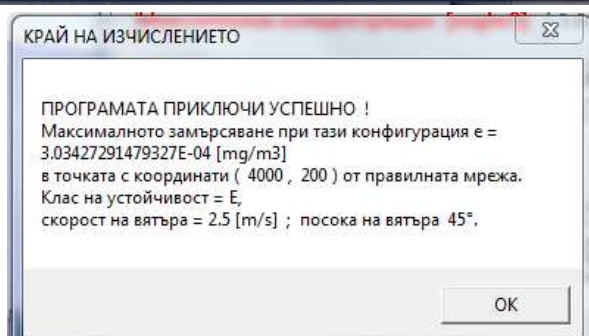 КРАЙ НА ИЗЧИСЛЕНИЕТО
ПРОГРАМАТА ПРИКЛЮЧИ УСПЕШНО !
Максималното замърсяване при тази конфигурация е =
3.03427291479327E-04 [mg/m3]
в точката с координати ( 4000 , 200 ) от правилната мрежа.
Клас на устойчивост = E,
скорост на вятъра = 2.5 [m/s] ; посока на вятъра 45°.
OK